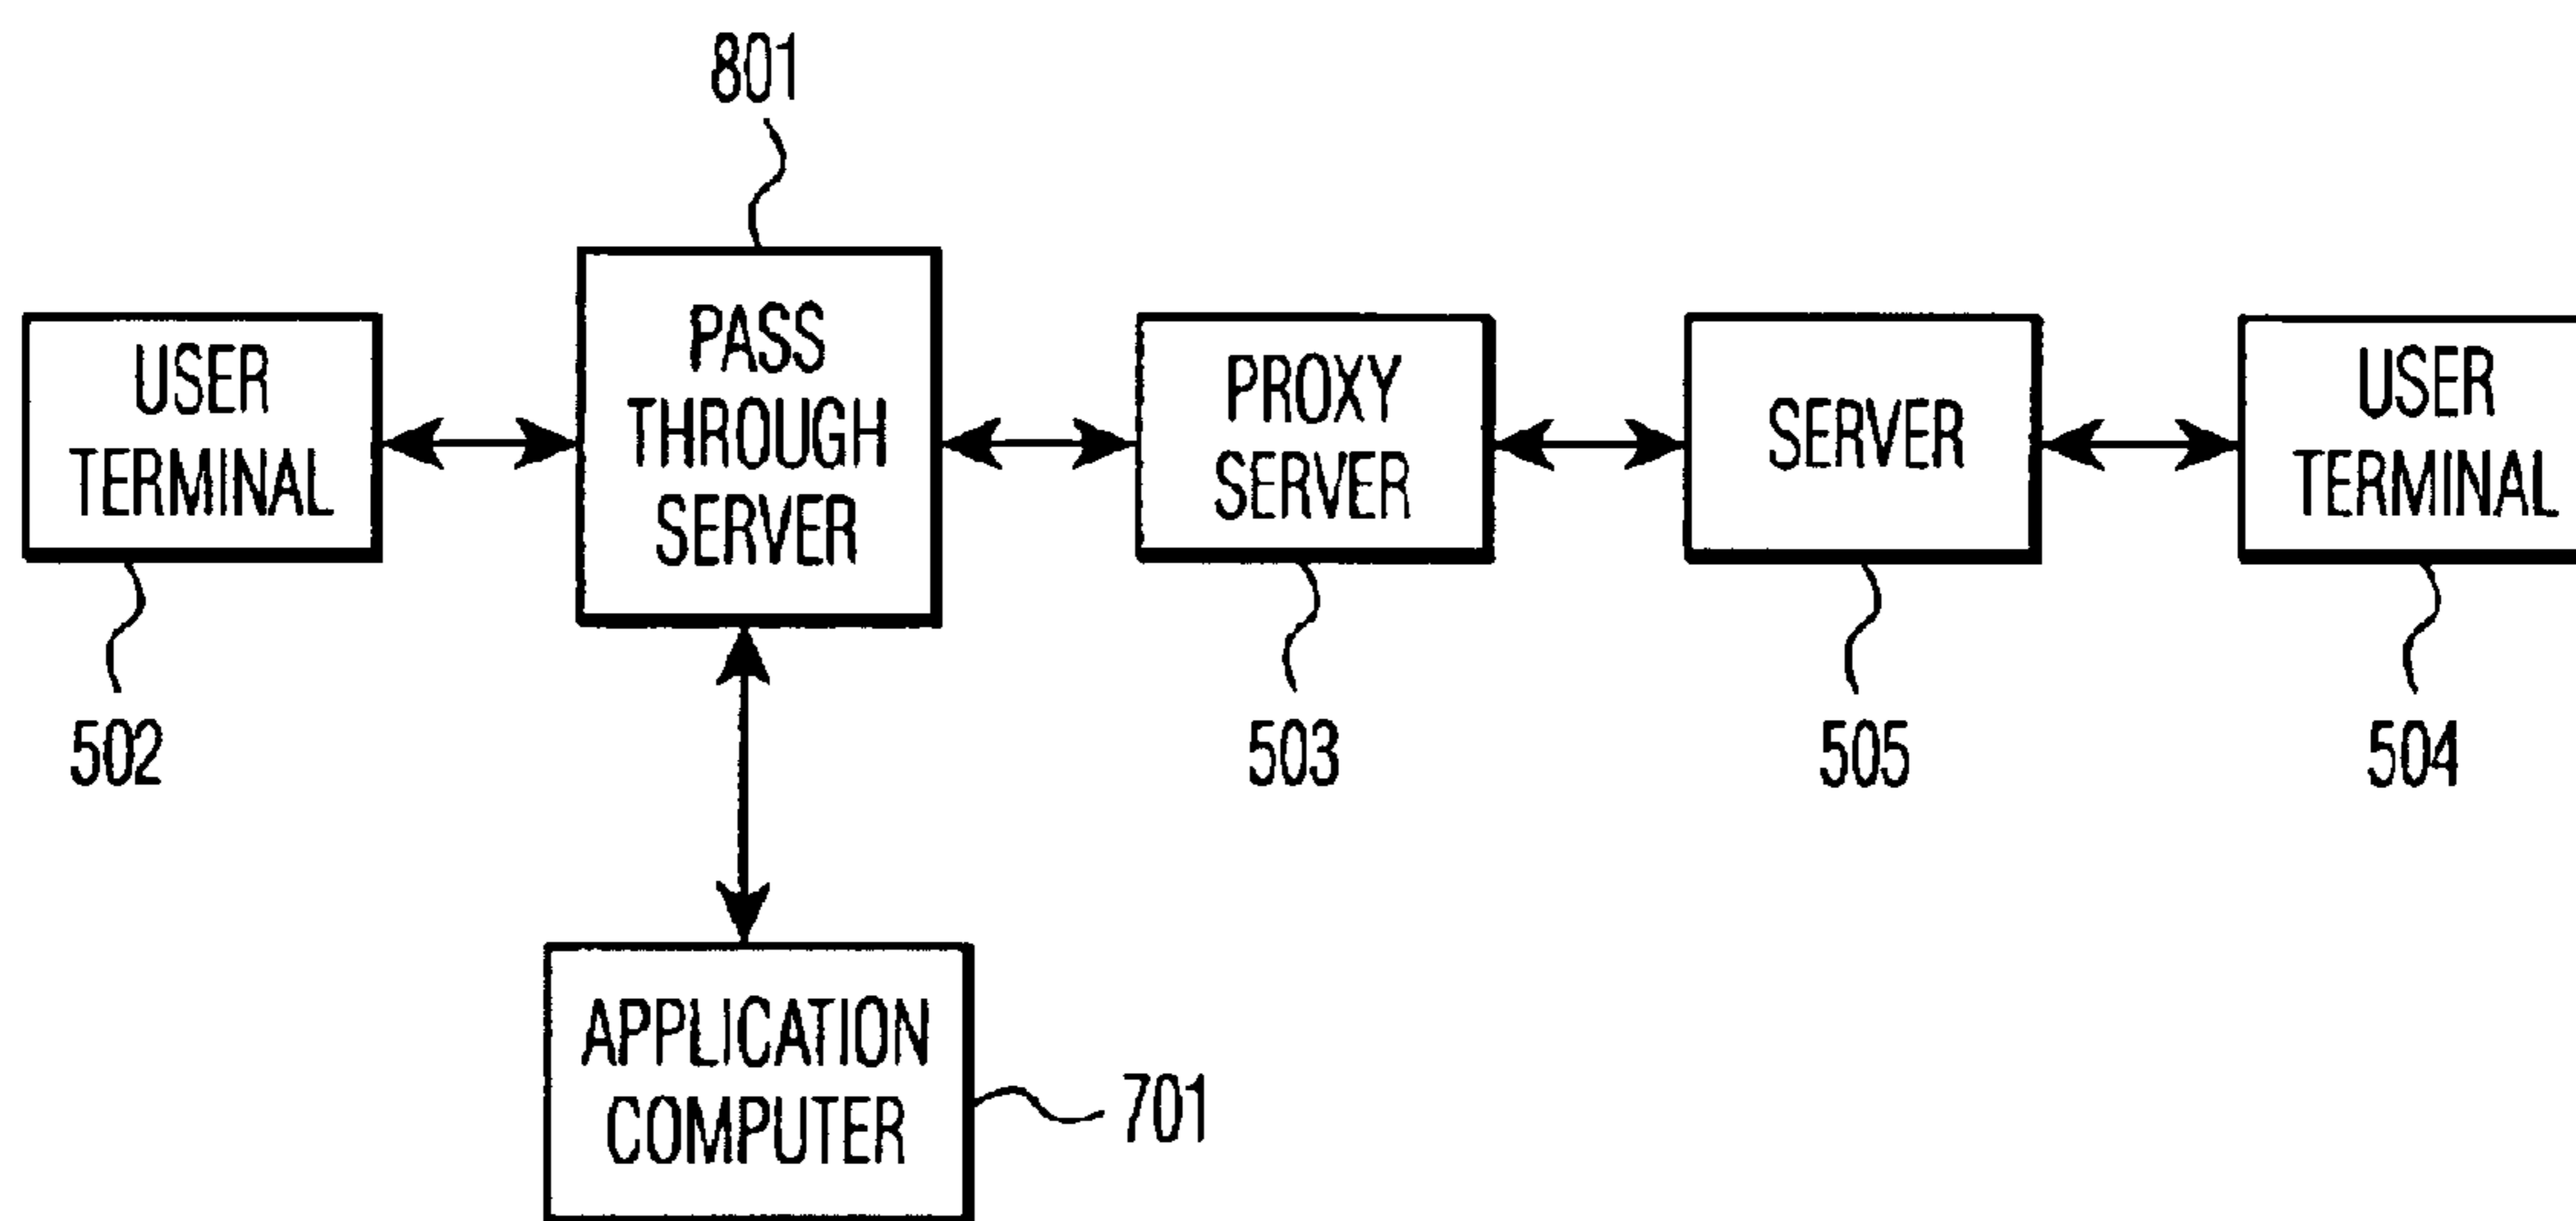 801
USER
TERMINAL
PASS
THROUGH
SERVER
PROXY
SERVER
SERVER
USER
TERMINAL
502
503
505
504
APPLICATION
COMPUTER
701